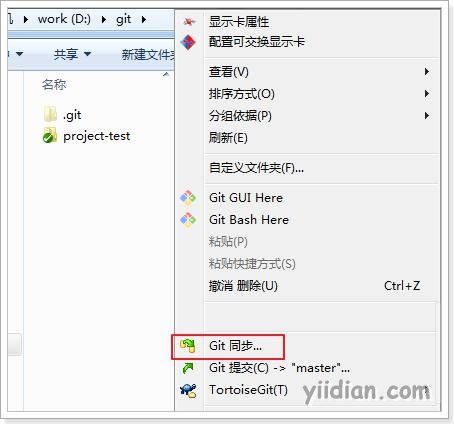 work (D:) ▸ git ▸
共享 ▼ 新建文件夹
名称
.git
project-test
显示卡属性
配置可交换显示卡
查看(V)
排序方式(O)
分组依据(P)
刷新(E)
自定义文件夹(F)...
Git GUI Here
Git Bash Here
粘贴(P)
粘贴快捷方式(S)
撤消 删除(U) Ctrl+Z
Git 同步...
Git 提交(C) -> "master"...
TortoiseGit(T)
yiidian.com